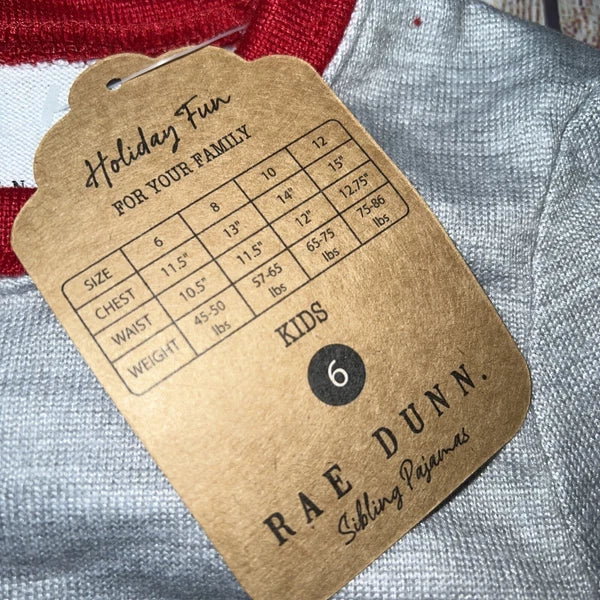 Holiday Fun
FOR YOUR FAMILY
SIZE 6 8 10 12
CHEST 11.5" 13" 14" 15"
WAIST 10.5" 11.5" 12" 12.75"
WEIGHT 45-50 lbs 57-65 lbs 65-75 lbs 75-86 lbs
KIDS
6
RAE DUNN.
Sibling Pajamas